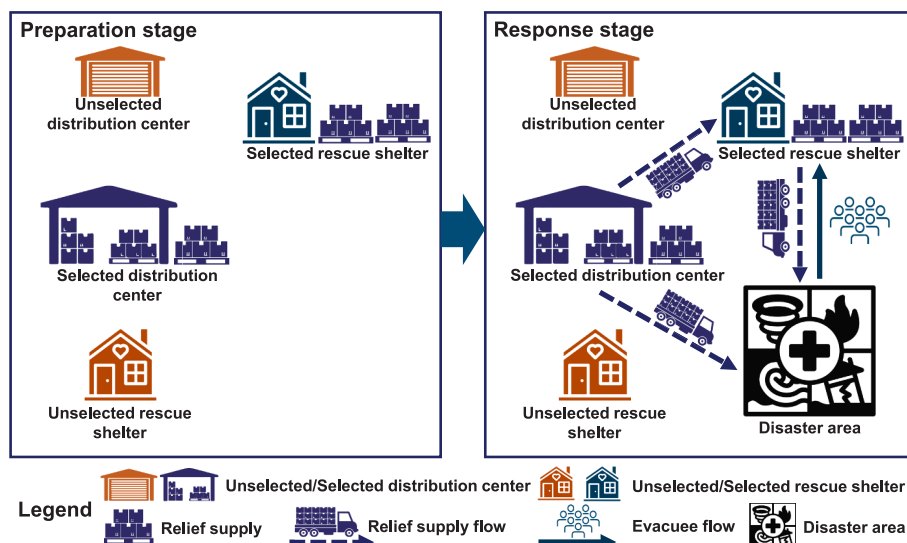 Preparation stage
Unselected
distribution center
Selected rescue shelter
Selected distribution
center
Unselected rescue
shelter
Response stage
Unselected
distribution center
Selected rescue shelter
Selected distribution center
Unselected rescue
shelter
Disaster area
Legend
Unselected/Selected distribution center
Unselected/Selected rescue shelter
Relief supply
Relief supply flow
Evacuee flow
Disaster area